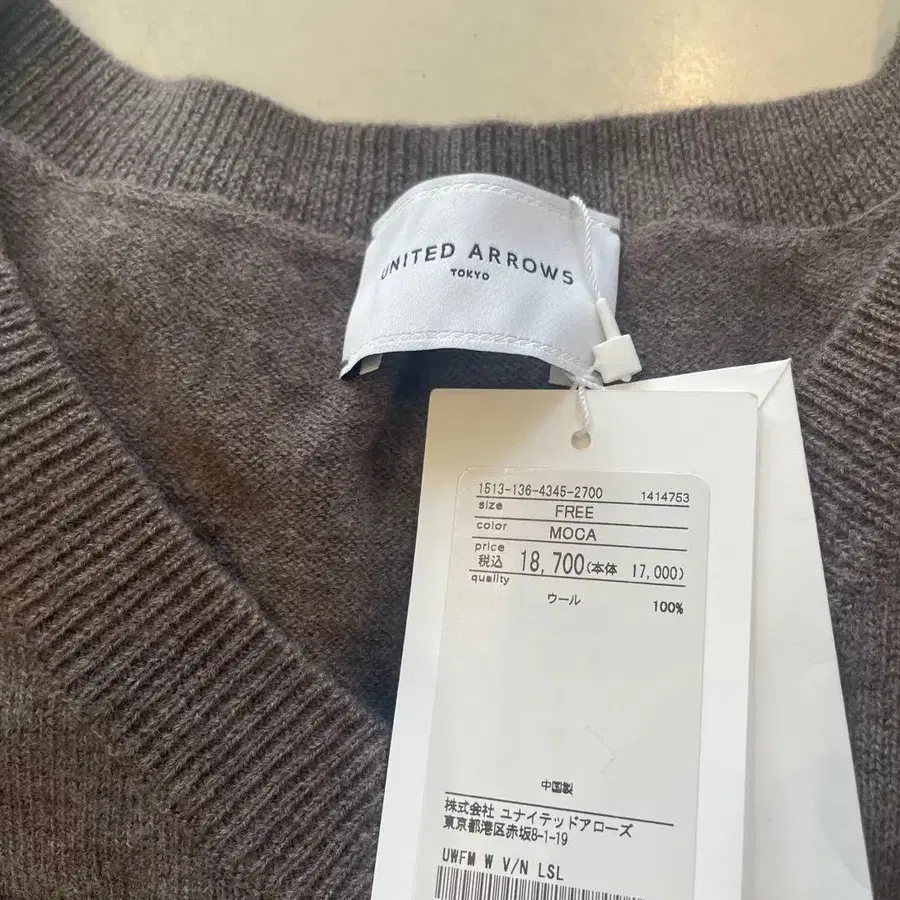 UNITED ARROWS
TOKYO
1513-136-4345-2700 1414753
size FREE
color MOCA
price
税込 18,700(本体 17,000)
quality
ウール 100%
中国製
株式会社 ユナイテッドアローズ
東京都港区赤坂8-1-19
UWFM W V/N LSL